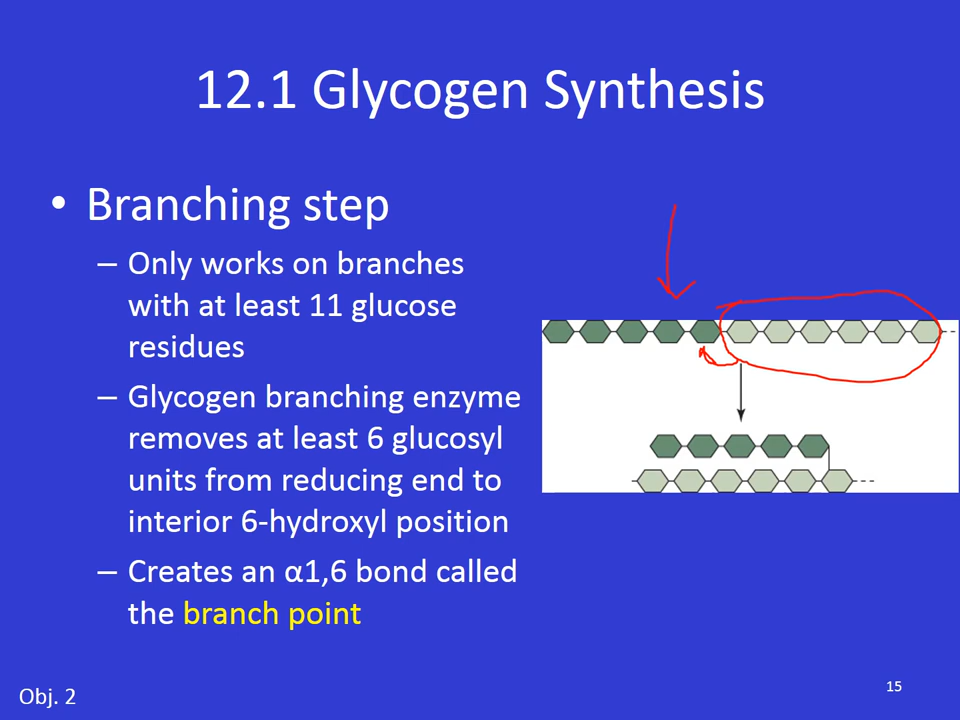 12.1 Glycogen Synthesis
• Branching step
– Only works on branches
with at least 11 glucose
residues
– Glycogen branching enzyme
removes at least 6 glucosyl
units from reducing end to
interior 6-hydroxyl position
– Creates an α1,6 bond called
the branch point
15
Obj. 2